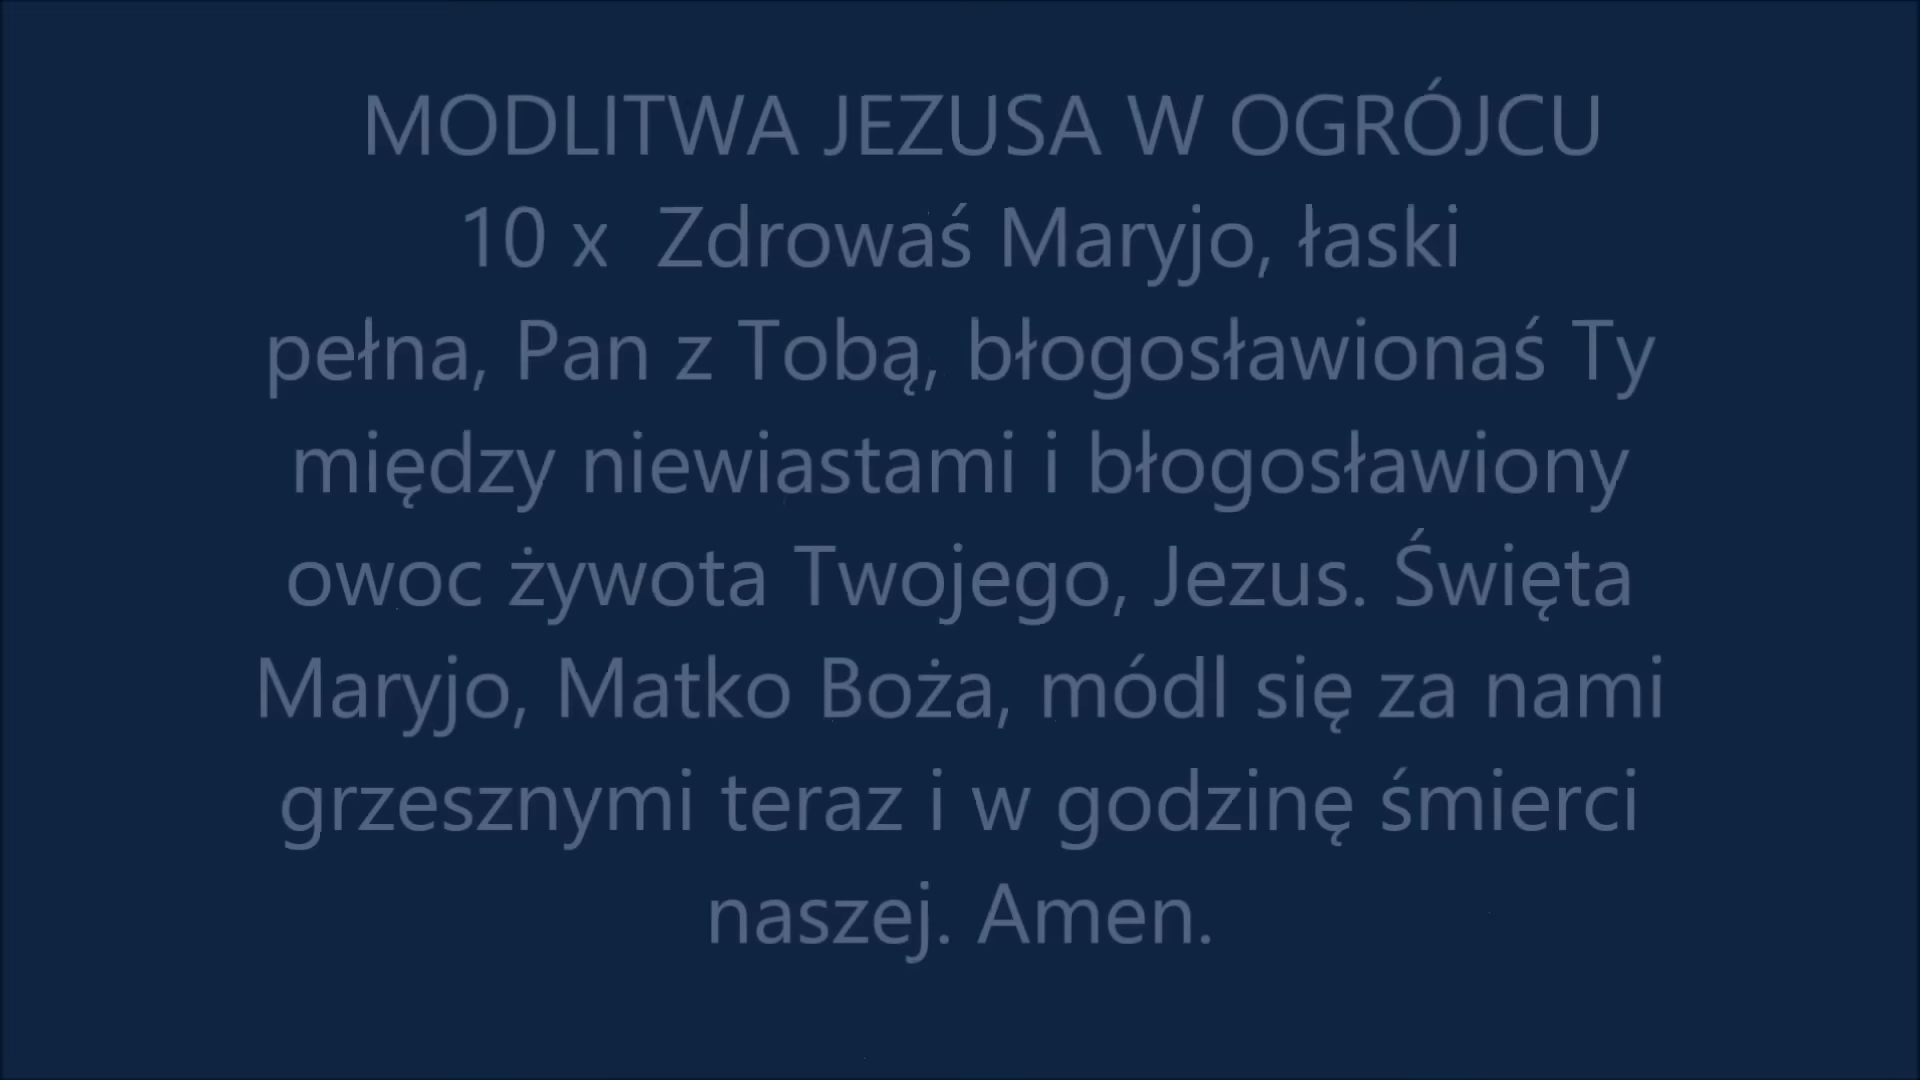 MODLITWA JEZUSA W OGRÓJCU
10 x  Zdrowaś Maryjo, łaski
pełna, Pan z Tobą, błogosławionaś Ty
między niewiastami i błogosławiony
owoc żywota Twojego, Jezus. Święta
Maryjo, Matko Boża, módl się za nami
grzesznymi teraz i w godzinę śmierci
naszej. Amen.